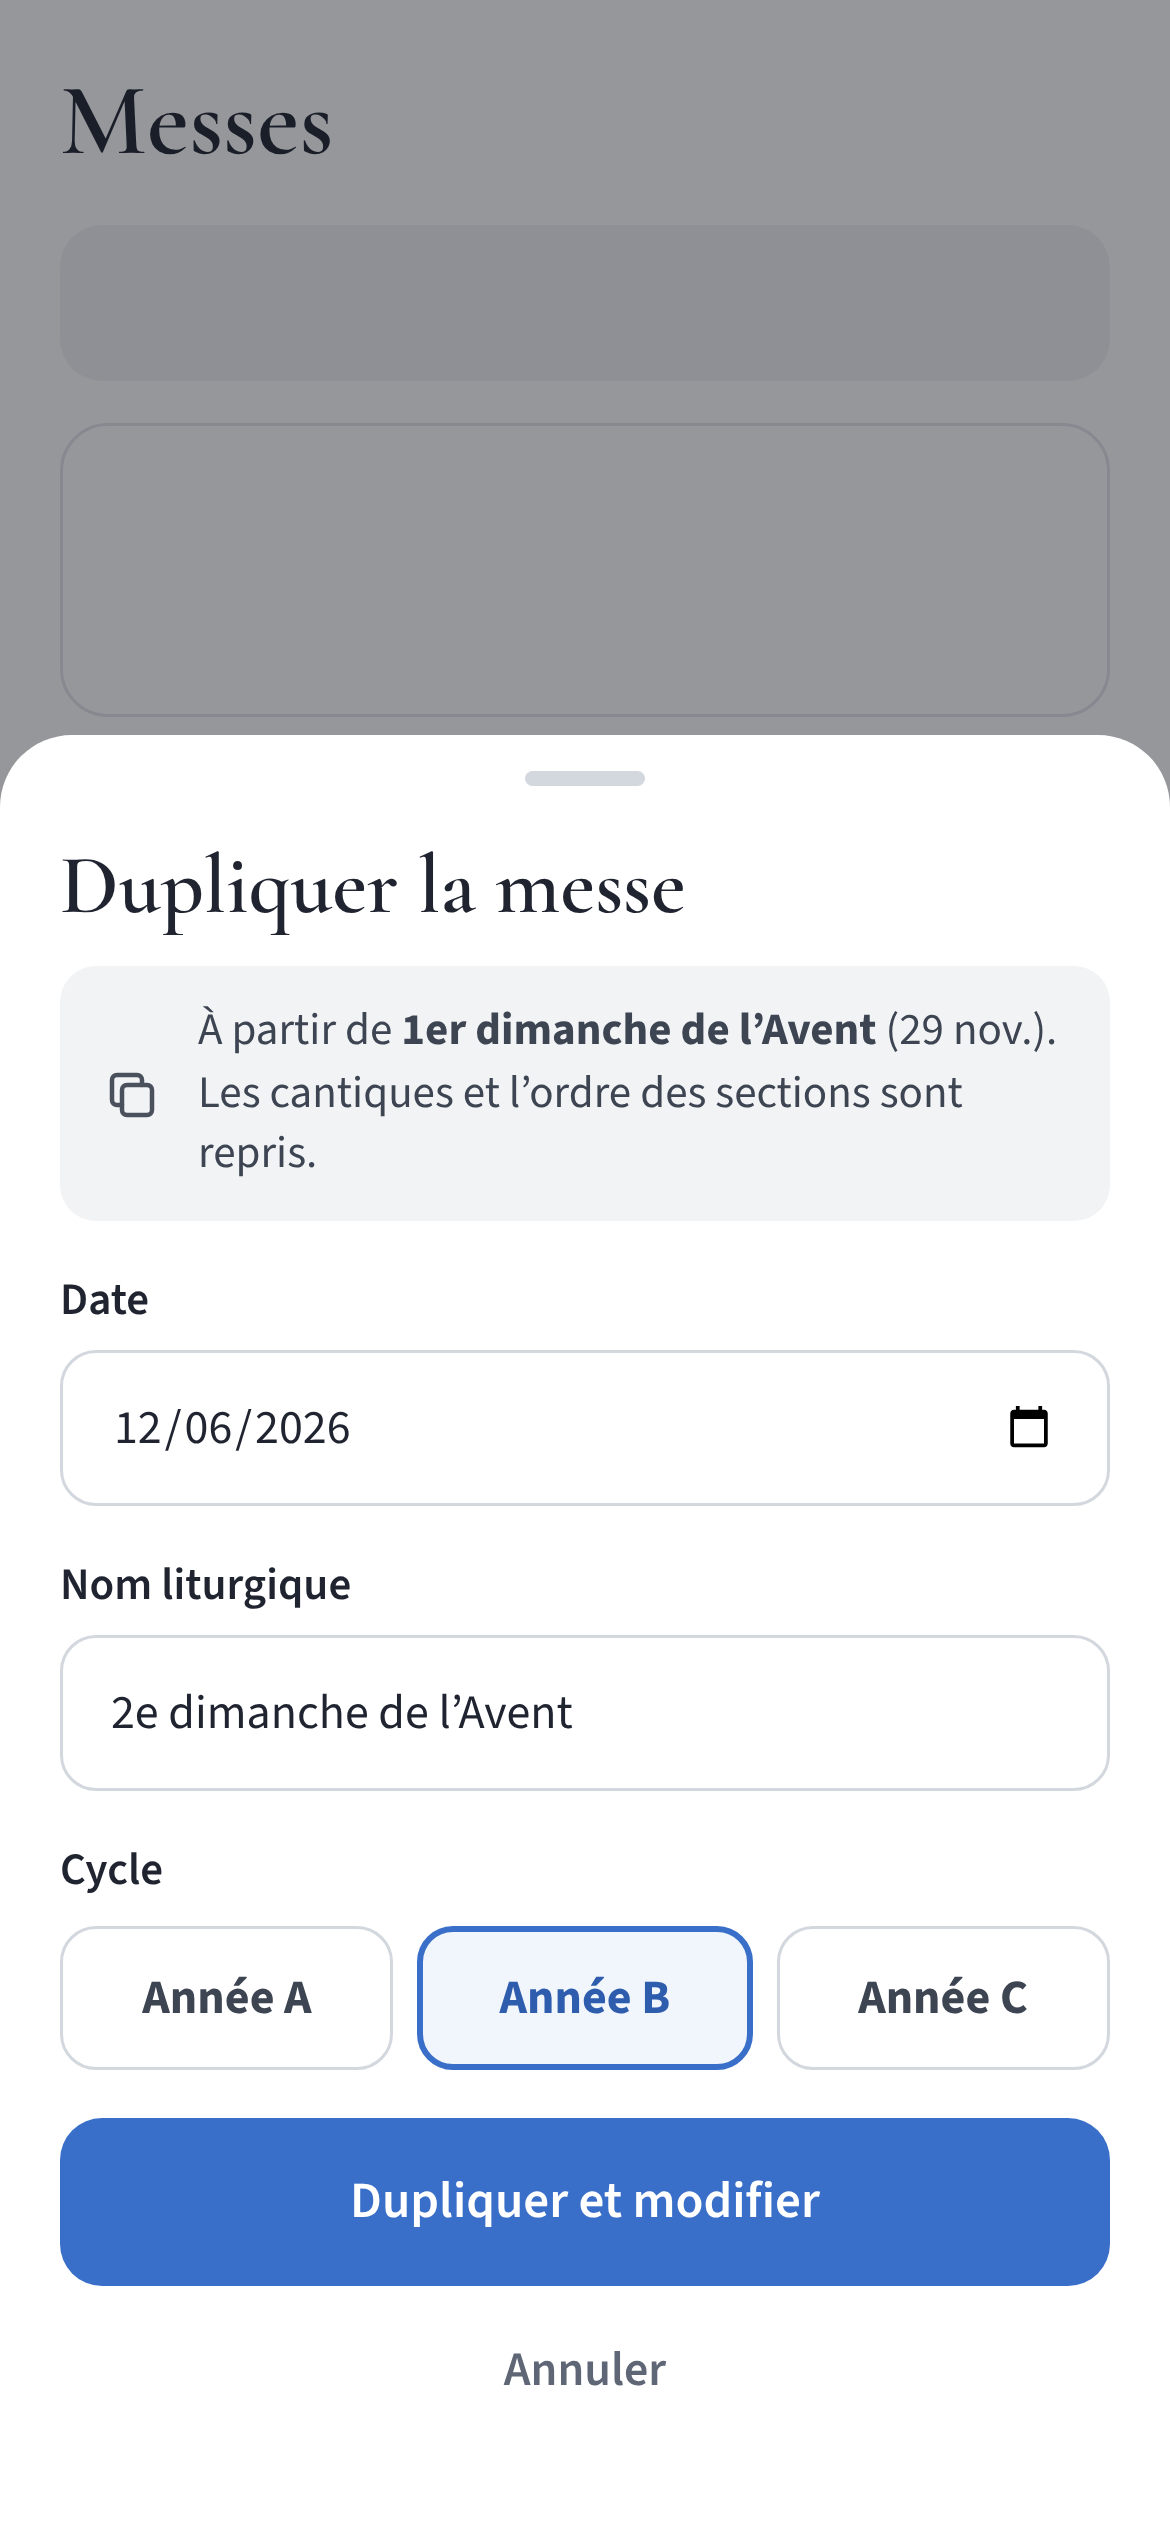 Messes
Dupliquer la messe
À partir de 1er dimanche de l’Avent (29 nov.).
Les cantiques et l’ordre des sections sont
repris.
Date
12/06/2026
Nom liturgique
2e dimanche de l’Avent
Cycle
Année A
Année B
Année C
Dupliquer et modifier
Annuler